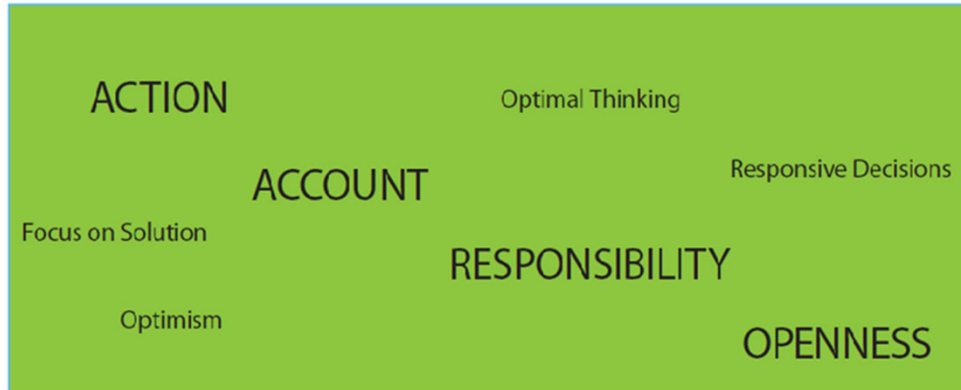 ACTION
Optimal Thinking
Responsive Decisions
ACCOUNT
Focus on Solution
RESPONSIBILITY
Optimism
OPENNESS